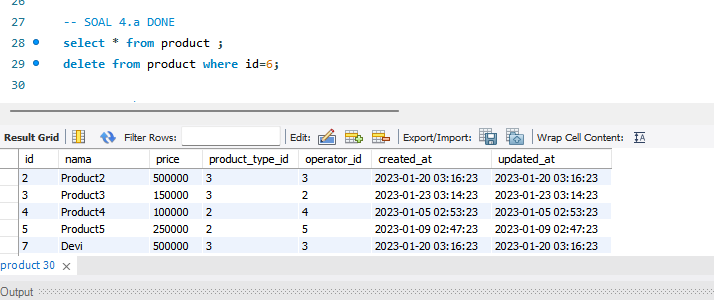 26
27 -- SOAL 4.a DONE
28 select * from product ;
29 delete from product where id=6;
30
Result Grid Filter Rows: Edit: Export/Import: Wrap Cell Content:
id nama price product_type_id operator_id created_at updated_at
2 Product2 500000 3 3 2023-01-20 03:16:23 2023-01-20 03:16:23
3 Product3 150000 3 2 2023-01-23 03:14:23 2023-01-23 03:14:23
4 Product4 100000 2 4 2023-01-05 02:53:23 2023-01-05 02:53:23
5 Product5 250000 2 5 2023-01-09 02:47:23 2023-01-09 02:47:23
7 Devi 500000 3 3 2023-01-20 03:16:23 2023-01-20 03:16:23
product 30
Output